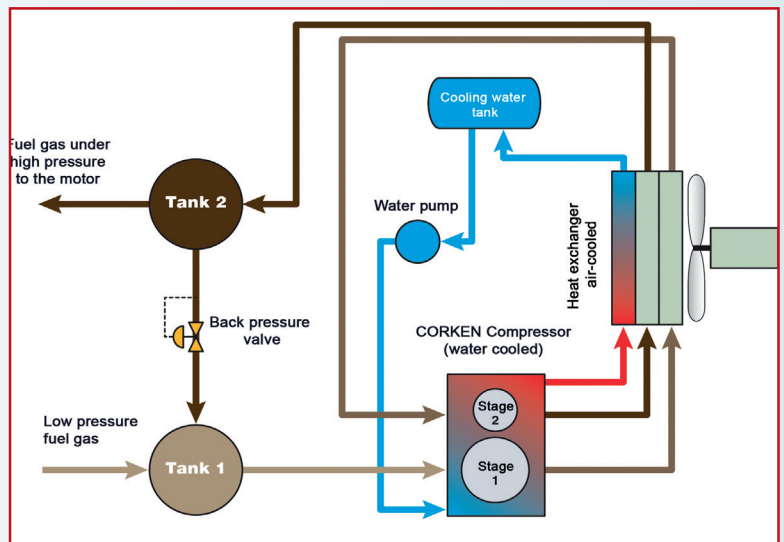 Cooling water
tank
Fuel gas under
high pressure
to the motor
Tank 2
Water pump
Heat exchanger
air-cooled
Back pressure
valve
CORKEN Compressor
(water cooled)
Low pressure
fuel gas
Tank 1
Stage
2
Stage
1